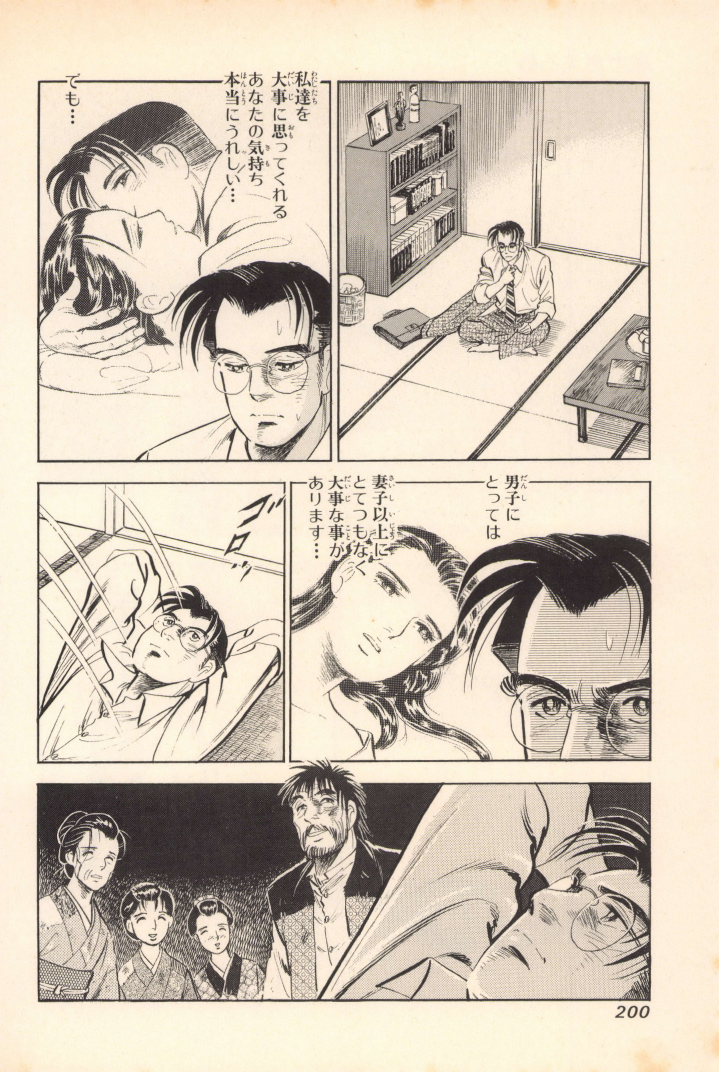 私達を
大事に思ってくれる
あなたの気持ち
本当にうれしい…
でも…
男子に
とっては
妻子以上に
とてつもな
大事な事が
あります…
ゴロッ
200